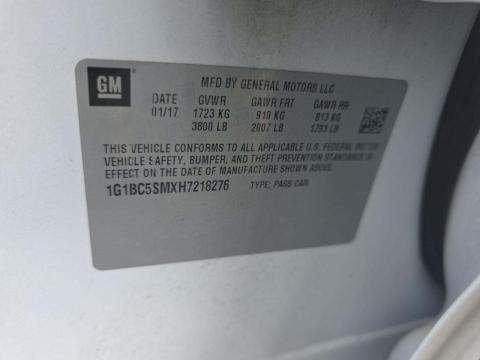 GM
MFD BY GENERAL MOTORS LLC
DATE GVWR GAWR FRT GAWR RR
01/17 1723 KG 910 KG 813 KG
3800 LB 2007 LB 1793 LB
THIS VEHICLE CONFORMS TO ALL APPLICABLE U.S. FEDERAL MOTOR
VEHICLE SAFETY, BUMPER, AND THEFT PREVENTION STANDARDS IN
EFFECT ON THE DATE OF MANUFACTURE SHOWN ABOVE.
1G1BC5SMXH7218276 TYPE: PASS CAR